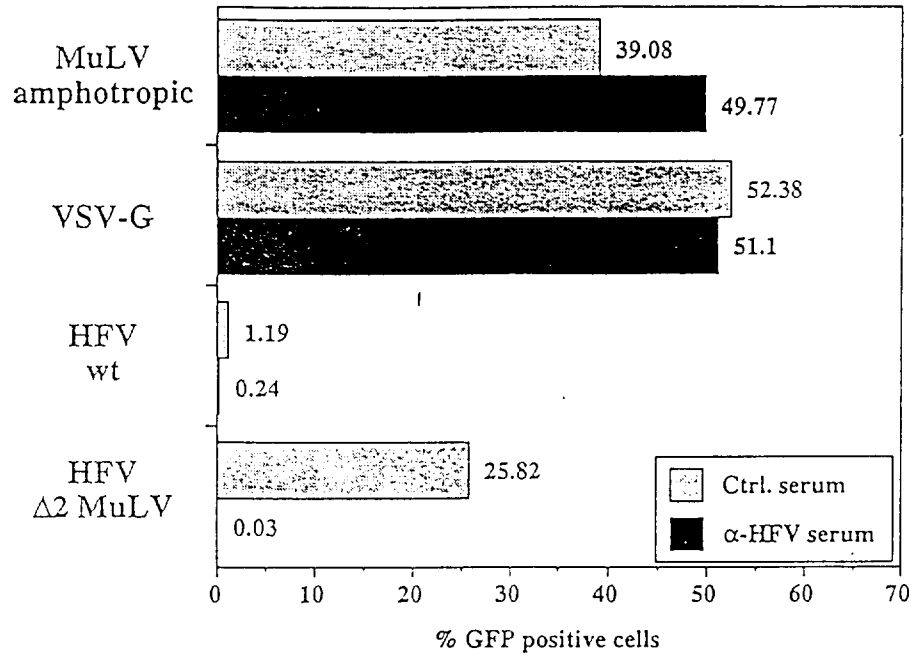 MuLV
amphotropic
39.08
49.77
VSV-G
52.38
51.1
HFV
wt
1.19
0.24
HFV
Δ2 MuLV
25.82
0.03
Ctrl. serum
α-HFV serum
0 10 20 30 40 50 60 70
% GFP positive cells